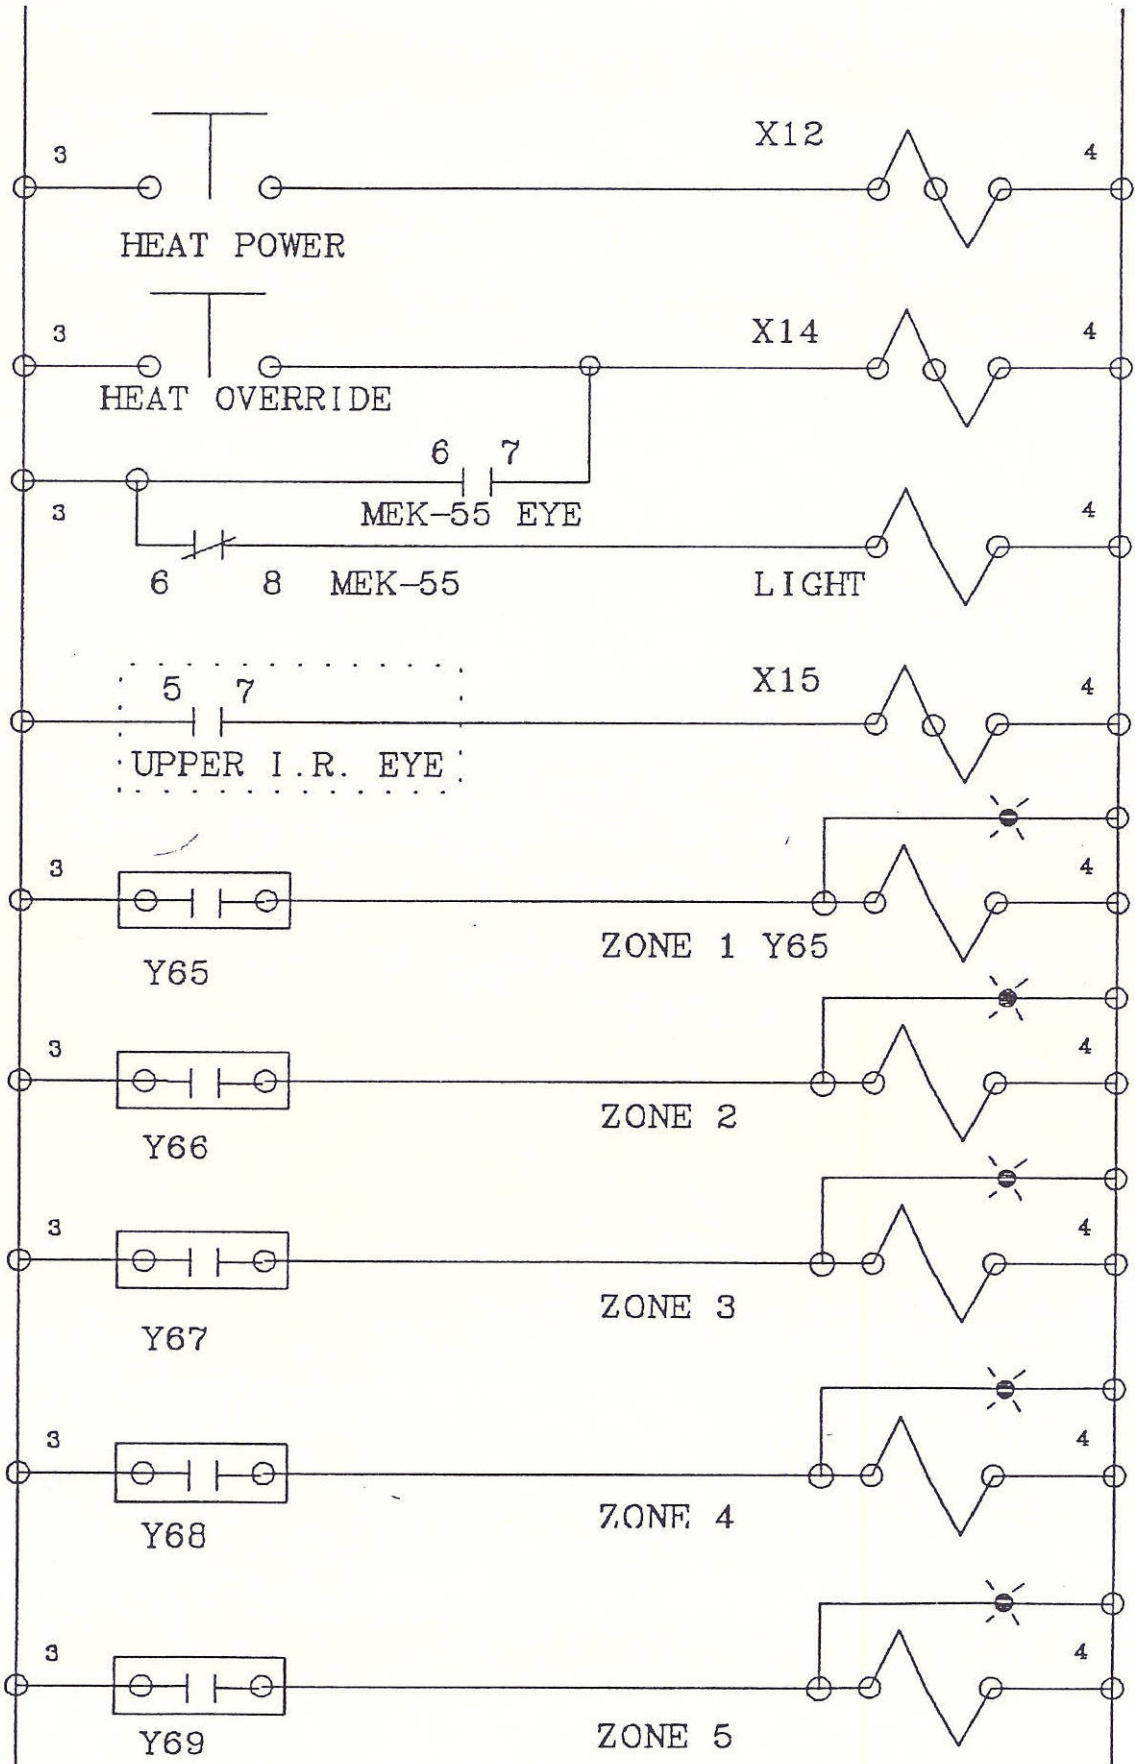 X12
3
4
HEAT POWER
X14
3
4
HEAT OVERRIDE
6 7
3
MEK-55 EYE
4
6 8 MEK-55
LIGHT
X15
5 7
4
UPPER I.R. EYE
3
4
ZONE 1 Y65
Y65
3
4
ZONE 2
Y66
3
4
ZONE 3
Y67
3
4
ZONE 4
Y68
3
4
ZONE 5
Y69